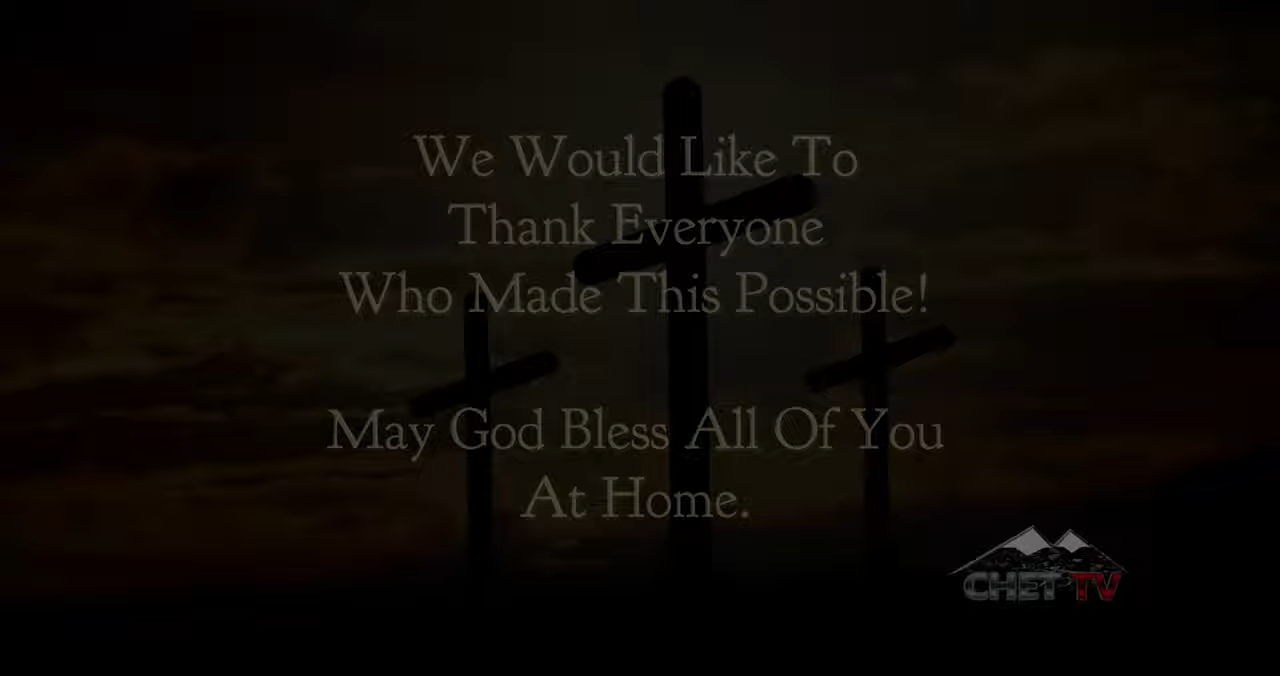 We Would Like To
Thank Everyone
Who Made This Possible!
May God Bless All Of You
At Home.
CHET TV